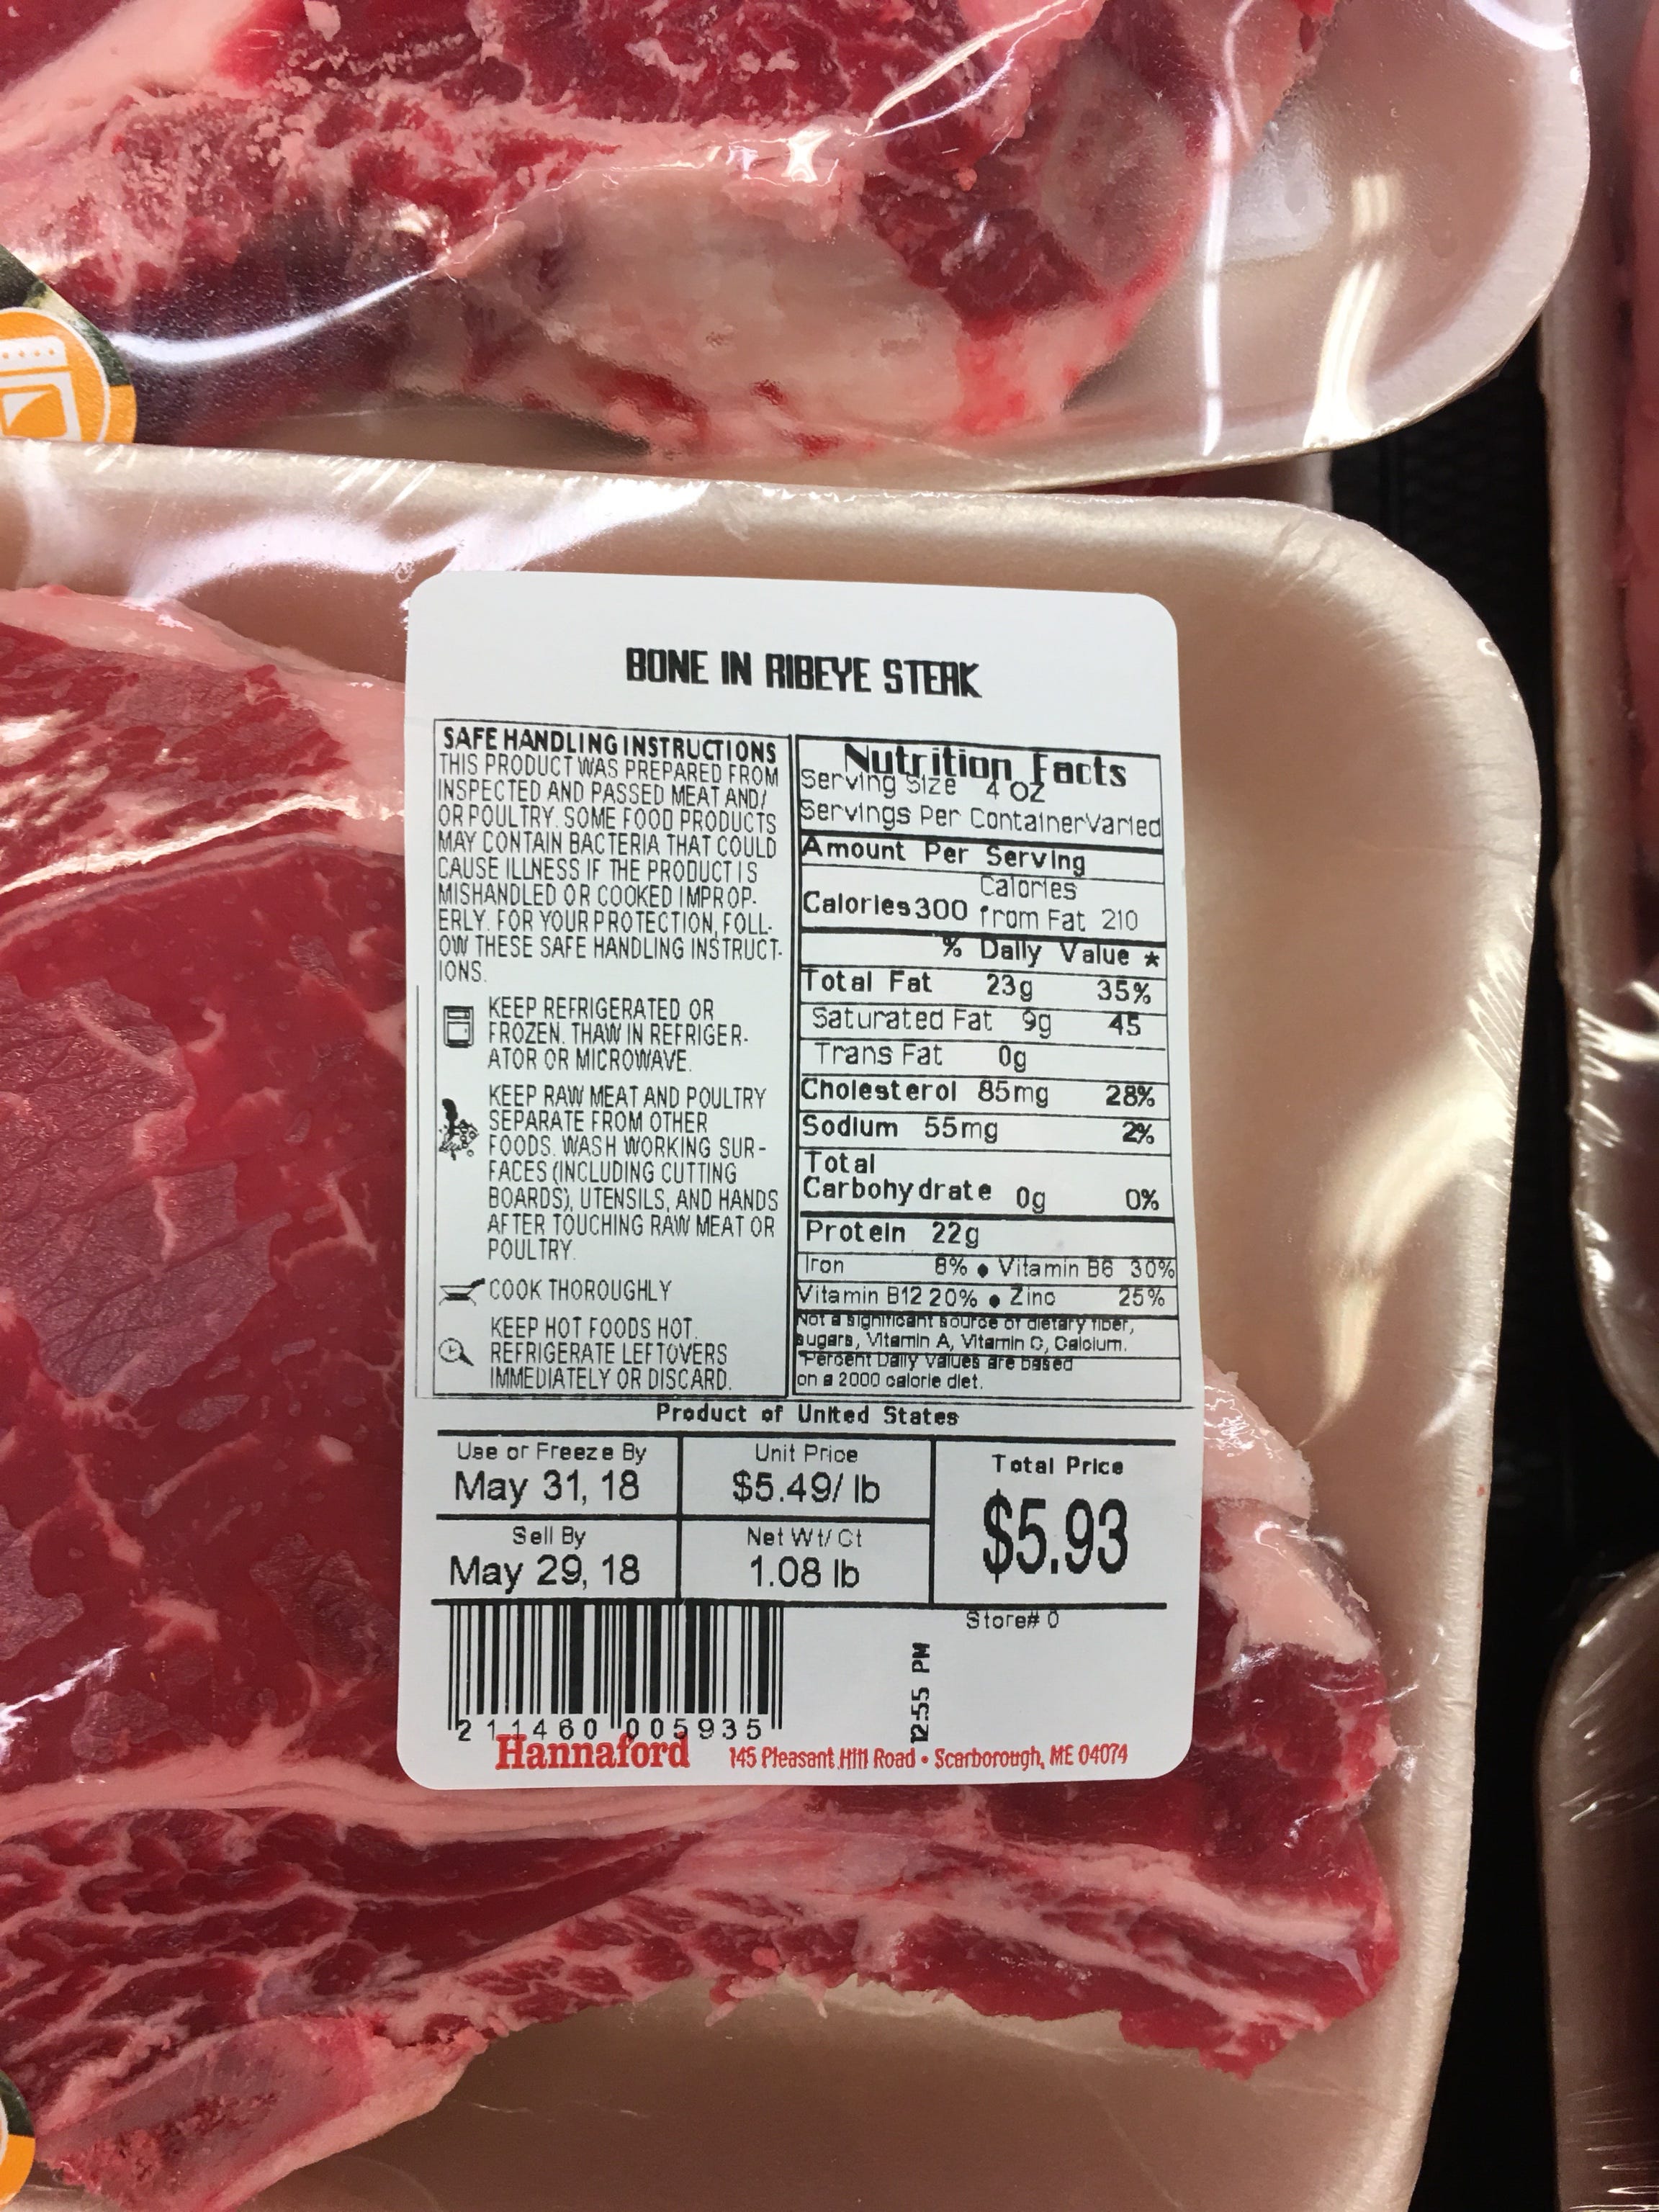 BONE IN RIBEYE STEAK
SAFE HANDLING INSTRUCTIONS
THIS PRODUCT WAS PREPARED FROM
INSPECTED AND PASSED MEAT AND/
OR POULTRY. SOME FOOD PRODUCTS
MAY CONTAIN BACTERIA THAT COULD
CAUSE ILLNESS IF THE PRODUCT IS
MISHANDLED OR COOKED IMPROP-
ERLY. FOR YOUR PROTECTION, FOLL-
OW THESE SAFE HANDLING INSTRUCT-
IONS.
KEEP REFRIGERATED OR
FROZEN. THAW IN REFRIGER-
ATOR OR MICROWAVE.
KEEP RAW MEAT AND POULTRY
SEPARATE FROM OTHER
FOODS. WASH WORKING SUR-
FACES (INCLUDING CUTTING
BOARDS), UTENSILS, AND HANDS
AFTER TOUCHING RAW MEAT OR
POULTRY.
COOK THOROUGHLY
KEEP HOT FOODS HOT.
REFRIGERATE LEFTOVERS
IMMEDIATELY OR DISCARD.
Nutrition Facts
Serving Size 4 OZ
Servings Per Container Varied
Amount Per Serving
Calories 300 Calories from Fat 210
% Daily Value *
Total Fat 23g 35%
Saturated Fat 9g 45
Trans Fat 0g
Cholesterol 85mg 28%
Sodium 55mg 2%
Total
Carbohydrate 0g 0%
Protein 22g
Iron 8% • Vitamin B6 30%
Vitamin B12 20% • Zinc 25%
Not a significant source of dietary fiber,
sugars, Vitamin A, Vitamin C, Calcium.
*Percent Daily Values are based
on a 2000 calorie diet.
Product of United States
Use or Freeze By
May 31, 18
Unit Price
$5.49/ lb
Total Price
$5.93
Sell By
May 29, 18
Net Wt/Ct
1.08 lb
Store# 0
12:55 PM
2 11460 005935
Hannaford 145 Pleasant Hill Road • Scarborough, ME 04074